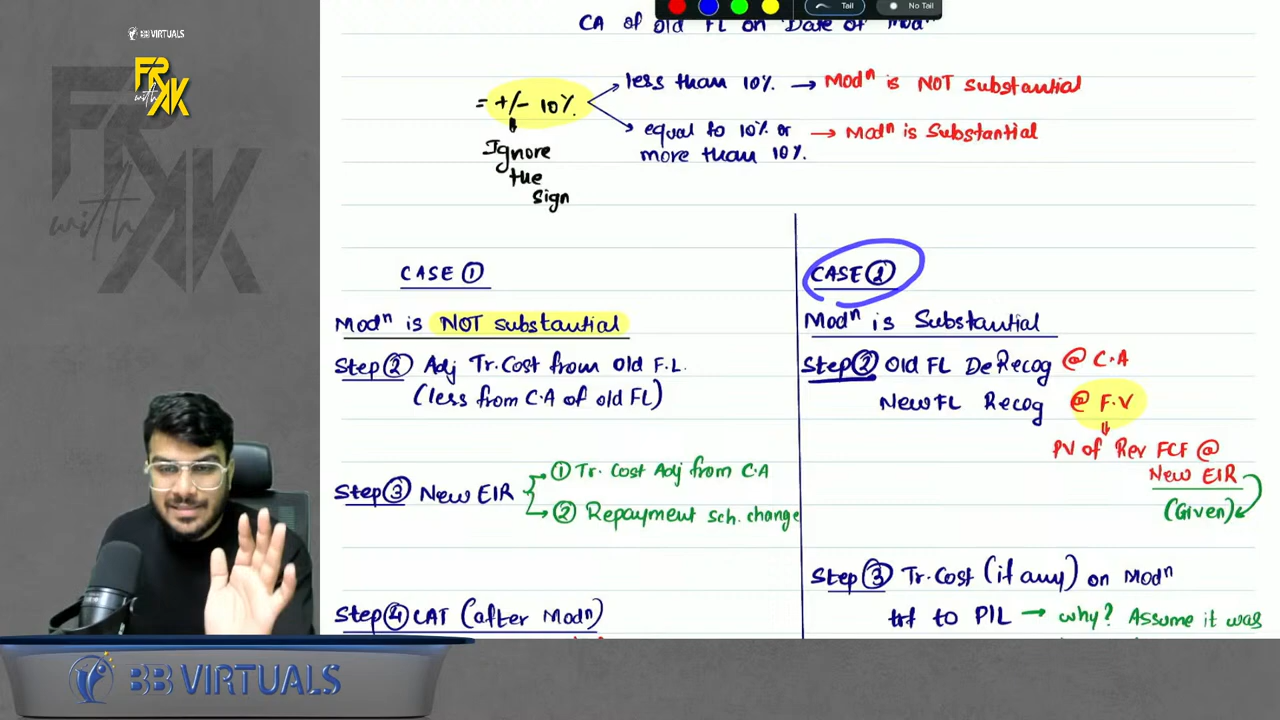 BB VIRTUALS
FR
with
AK
FR
with
AK
Tail
No Tail
CA of old FL on Date of Modⁿ
= +/- 10%.
less than 10%. → Modⁿ is NOT substantial
equal to 10% or → Modⁿ is Substantial
more than 10%.
Ignore
the
Sign
CASE ①
Modⁿ is NOT substantial
Step ② Adj Tr. Cost from Old F.L.
(less from C.A of old FL)
Step ③ New EIR
① Tr. Cost Adj from C.A
② Repayment sch. change
Step ④ CAT (after Modⁿ)
CASE ②
Modⁿ is Substantial
Step ② Old FL DeRecog @ C.A
New FL Recog @ F.V
PV of Rev FCF @
New EIR
(Given)
Step ③ Tr. Cost (if any) on Modⁿ
trf to P/L → why? Assume it was
BB VIRTUALS